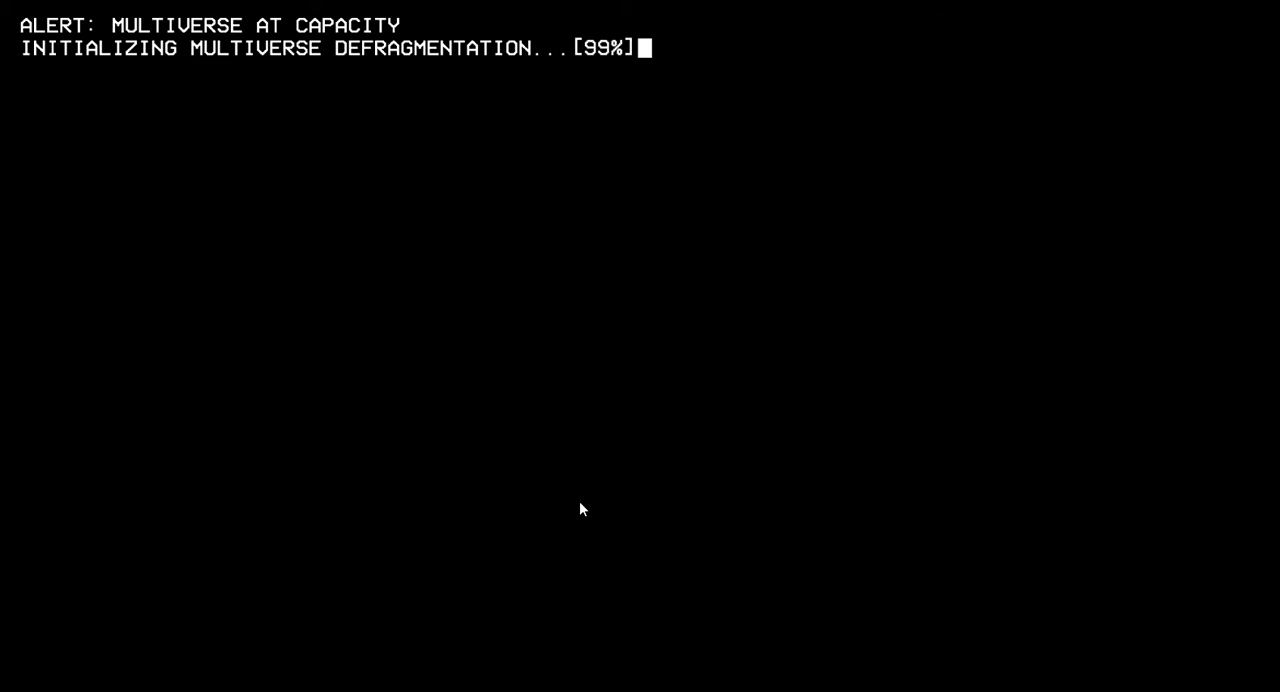 ALERT: MULTIVERSE AT CAPACITY
INITIALIZING MULTIVERSE DEFRAGMENTATION...[99%]